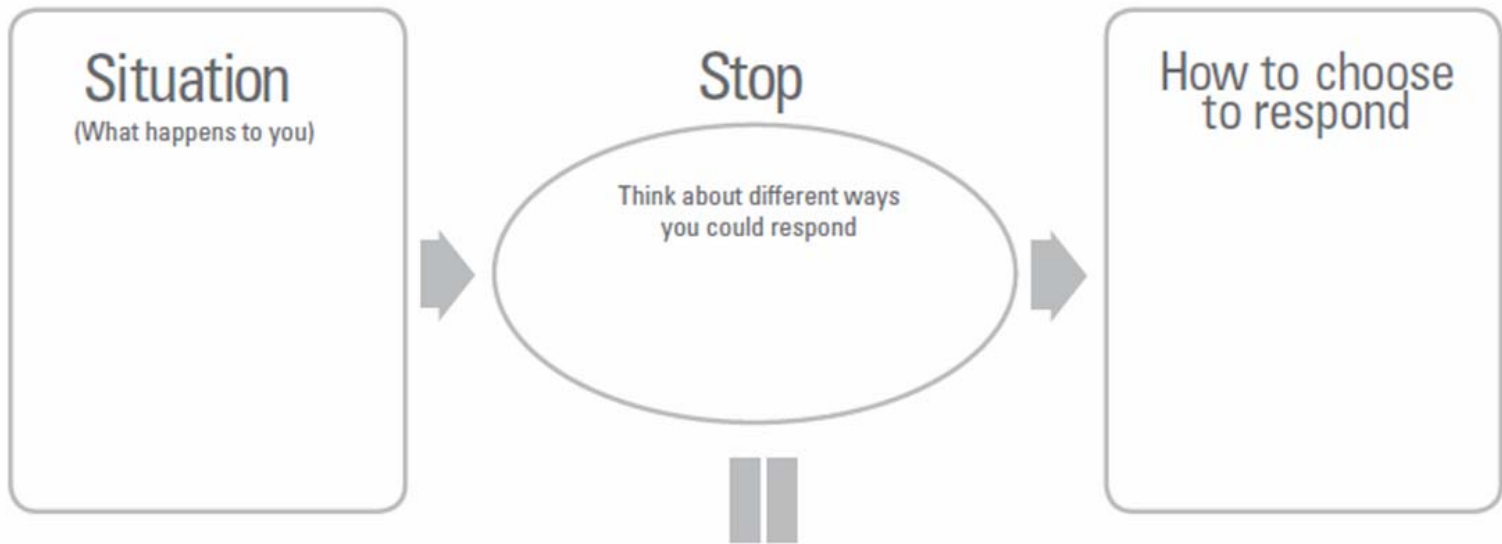 Situation
(What happens to you)
Stop
Think about different ways
you could respond
How to choose
to respond